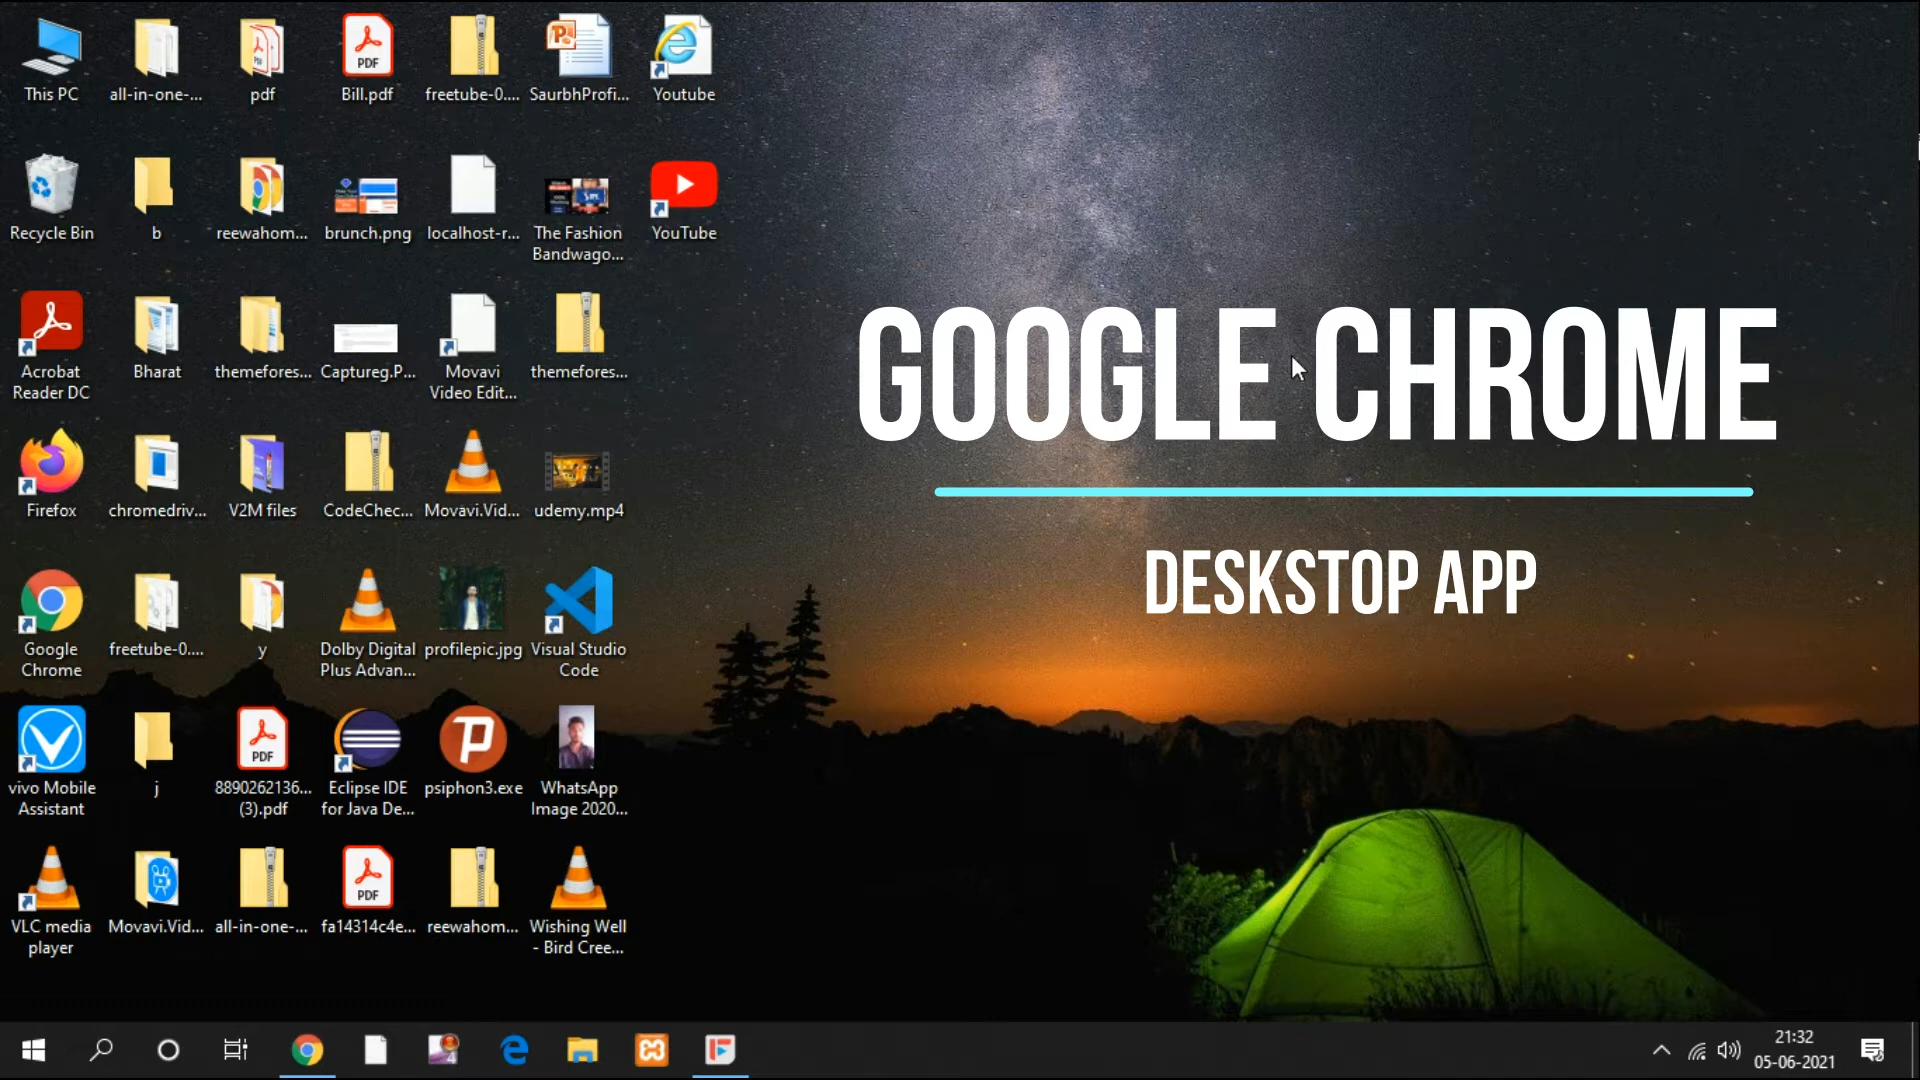 This PC
all-in-one-...
pdf
Bill.pdf
freetube-0....
SaurbhProfi...
Youtube
Recycle Bin
b
reewahom...
brunch.png
localhost-r...
The Fashion
Bandwago...
YouTube
Acrobat
Reader DC
Bharat
themefores...
Captureg.P...
Movavi
Video Edit...
themefores...
GOOGLE CHROME
Firefox
chromedriv...
V2M files
CodeChec...
Movavi.Vid...
udemy.mp4
DESKSTOP APP
Google
Chrome
freetube-0....
y
Dolby Digital
Plus Advan...
profilepic.jpg
Visual Studio
Code
vivo Mobile
Assistant
j
PDF
8890262136...
(3).pdf
Eclipse IDE
for Java De...
psiphon3.exe
WhatsApp
Image 2020...
VLC media
player
Movavi.Vid...
all-in-one-...
PDF
fa14314c4e...
reewahom...
Wishing Well
- Bird Cree...
21:32
05-06-2021